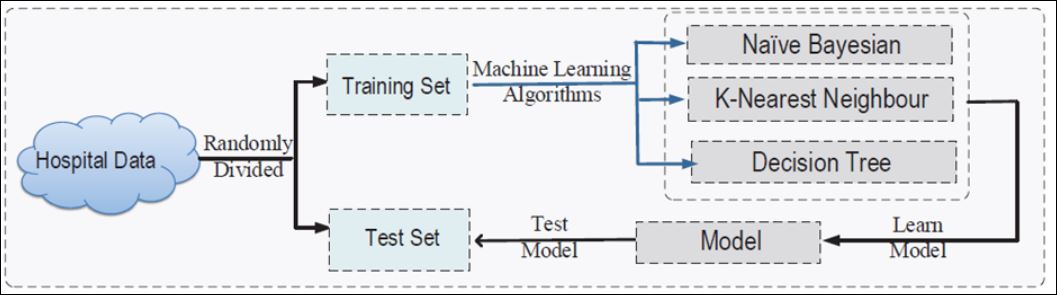 Hospital Data
Randomly
Divided
Training Set
Machine Learning
Algorithms
Naïve Bayesian
K-Nearest Neighbour
Decision Tree
Learn
Model
Model
Test
Model
Test Set